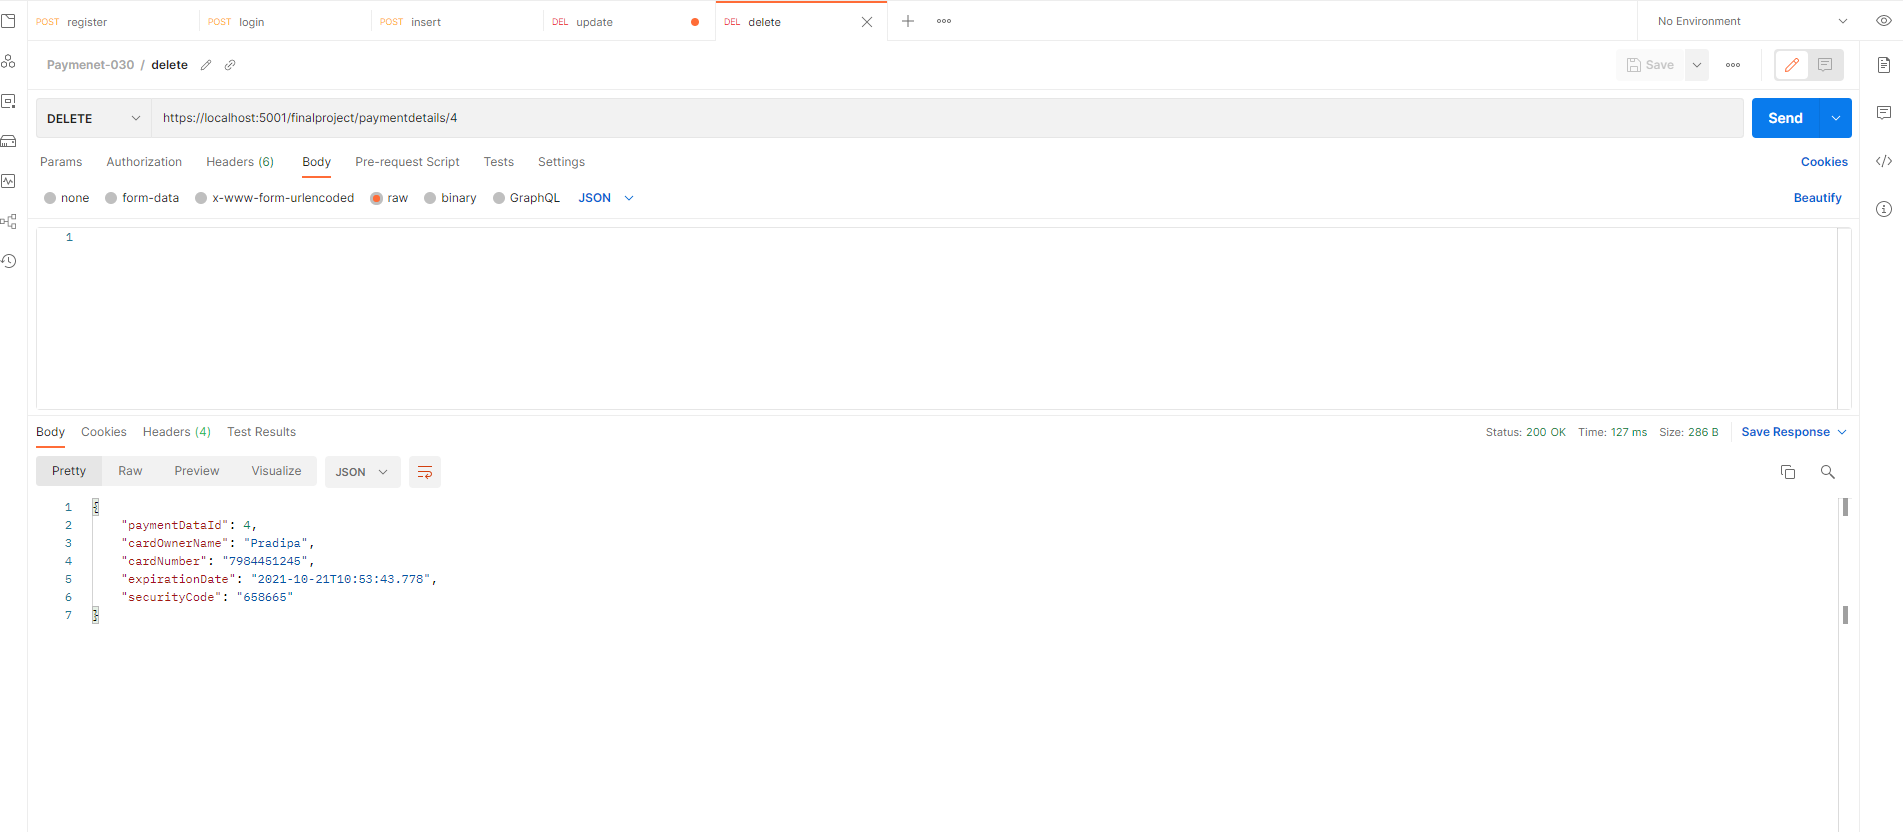 POST register POST login POST insert DEL update DEL delete No Environment
Paymenet-030 / delete Save
DELETE https://localhost:5001/finalproject/paymentdetails/4 Send
Params Authorization Headers (6) Body Pre-request Script Tests Settings Cookies
none form-data x-www-form-urlencoded raw binary GraphQL JSON Beautify
1
Body Cookies Headers (4) Test Results Status: 200 OK Time: 127 ms Size: 286 B Save Response
Pretty Raw Preview Visualize JSON
1 {
2 "paymentDataId": 4,
3 "cardOwnerName": "Pradipa",
4 "cardNumber": "7984451245",
5 "expirationDate": "2021-10-21T10:53:43.778",
6 "securityCode": "658665"
7 }